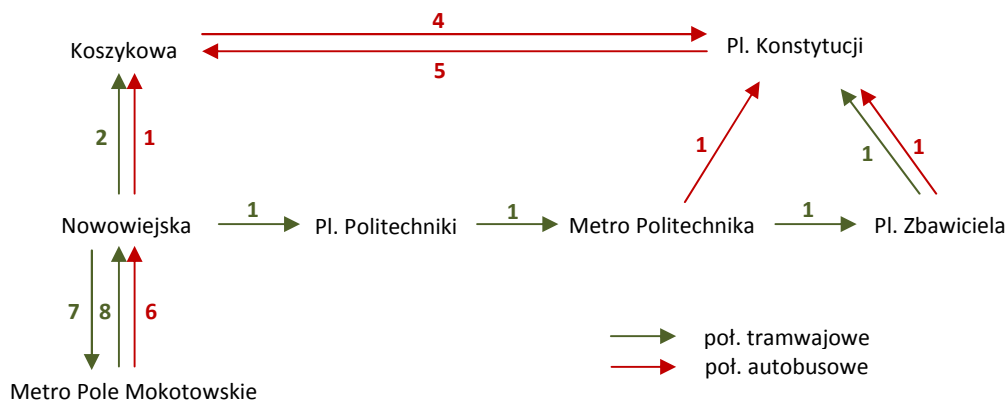 4
Koszykowa
Pl. Konstytucji
5
2
1
1
1
1
Nowowiejska
1
Pl. Politechniki
1
Metro Politechnika
1
Pl. Zbawiciela
7
8
6
poł. tramwajowe
poł. autobusowe
Metro Pole Mokotowskie